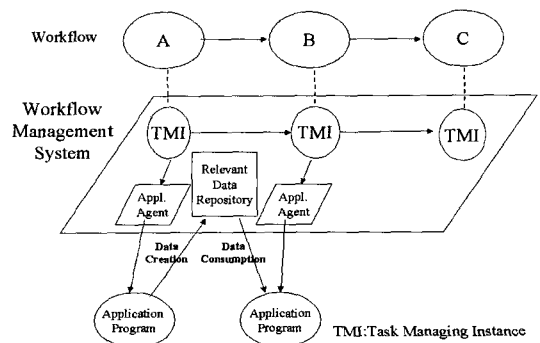 Workflow
A
B
C
Workflow
Management
System
TMI
TMI
TMI
Relevant
Data
Repository
Appl.
Agent
Appl.
Agent
Data
Creation
Data
Consumption
Application
Program
Application
Program
TMI:Task Managing Instance